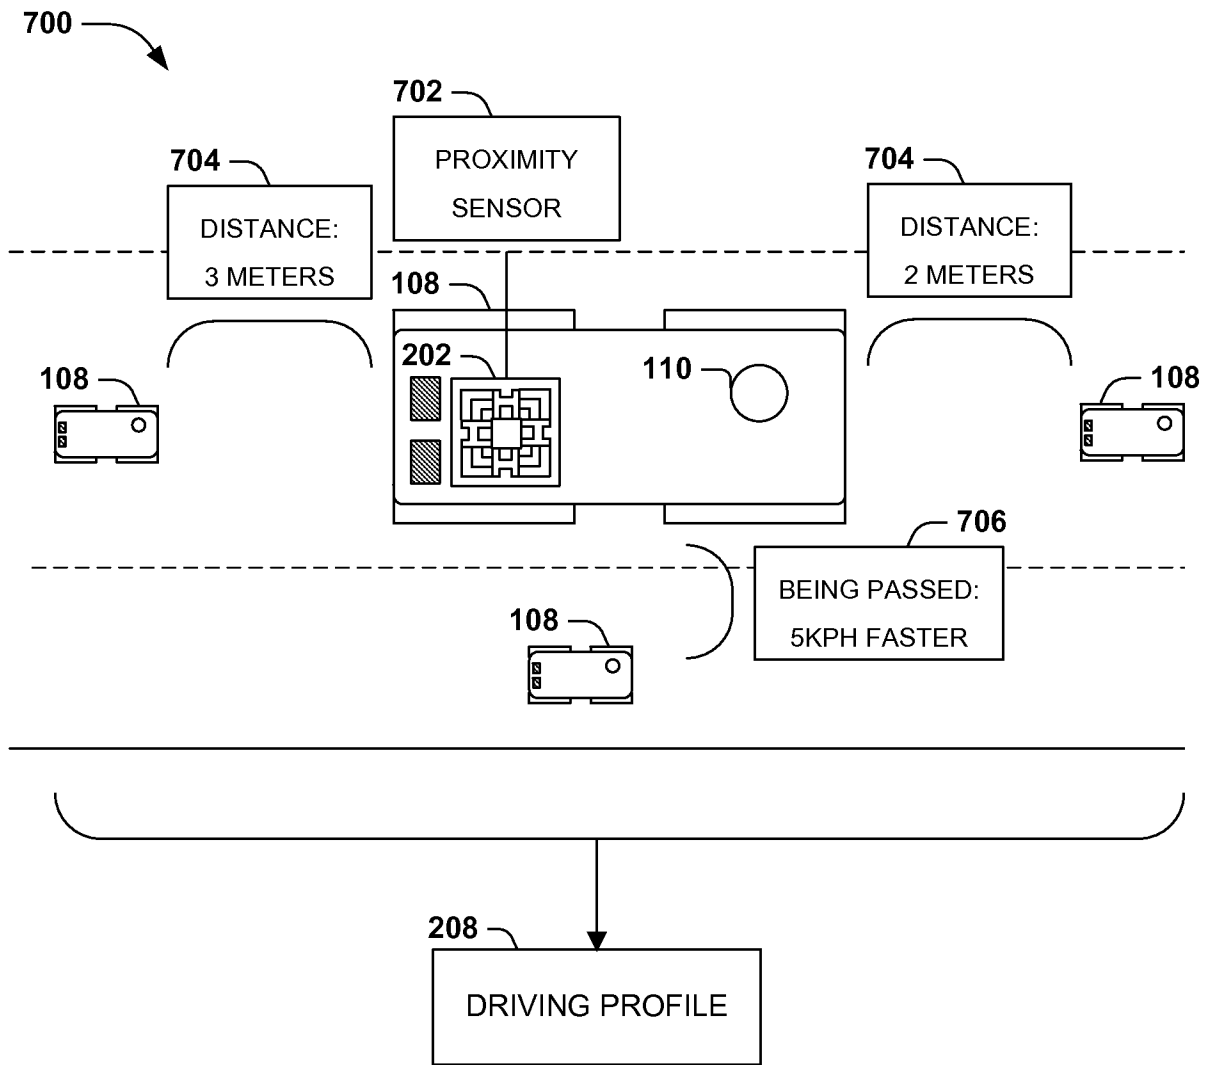 700
702
PROXIMITY
SENSOR
704
DISTANCE:
3 METERS
704
DISTANCE:
2 METERS
108
202
110
108
108
706
BEING PASSED:
5KPH FASTER
108
208
DRIVING PROFILE